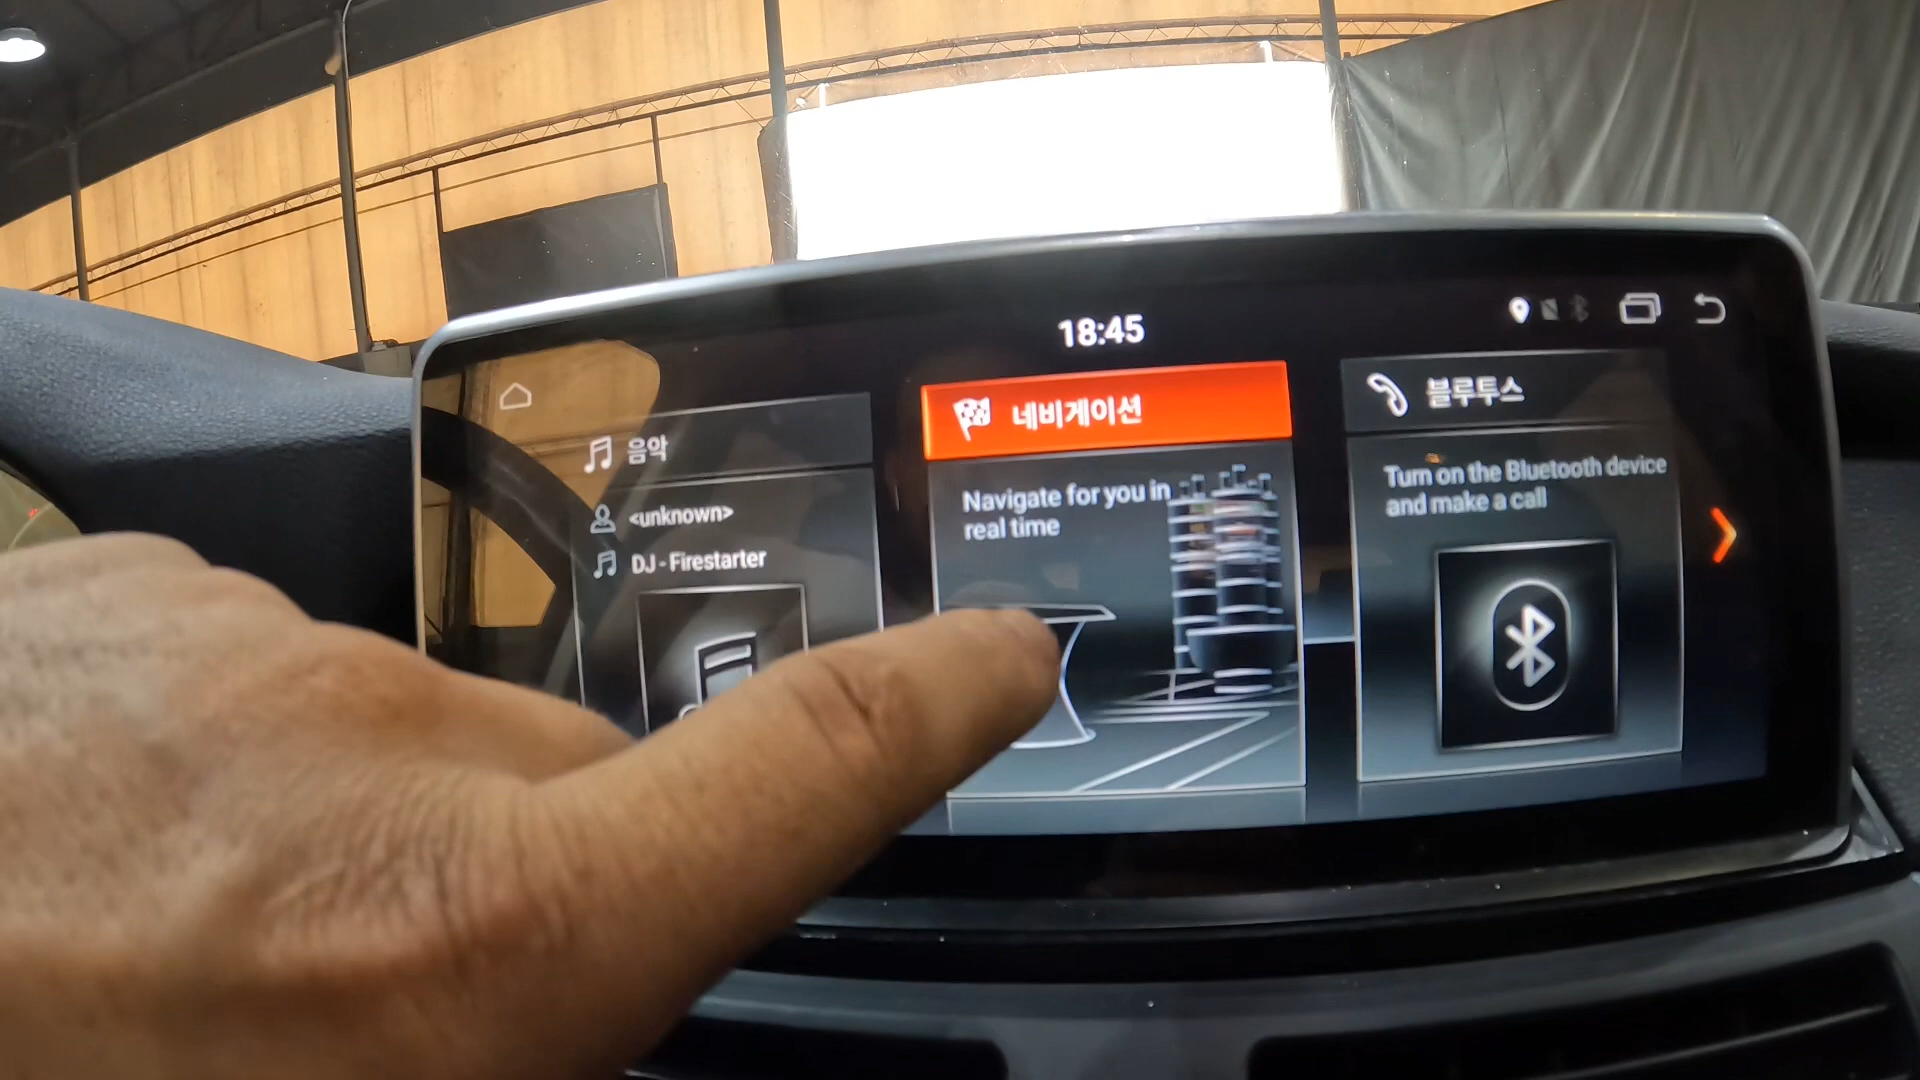 18:45
음악
<unknown>
DJ-Firestarter
네비게이션
Navigate for you in
real time
블루투스
Turn on the Bluetooth device
and make a call